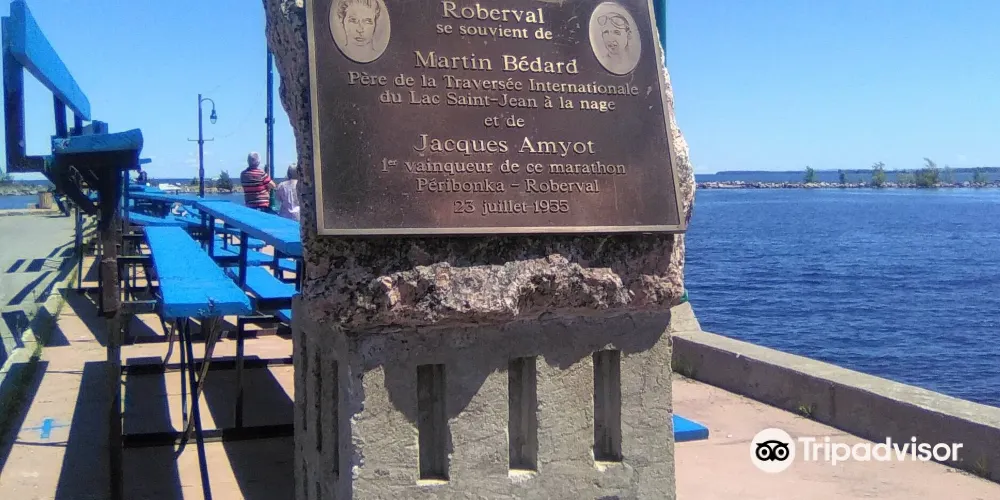 Roberval
se souvient de
Martin Bédard
Père de la Traversée Internationale
du Lac Saint-Jean à la nage
et de
Jacques Amyot
1er vainqueur de ce marathon
Péribonka - Roberval
23 juillet 1955
Tripadvisor